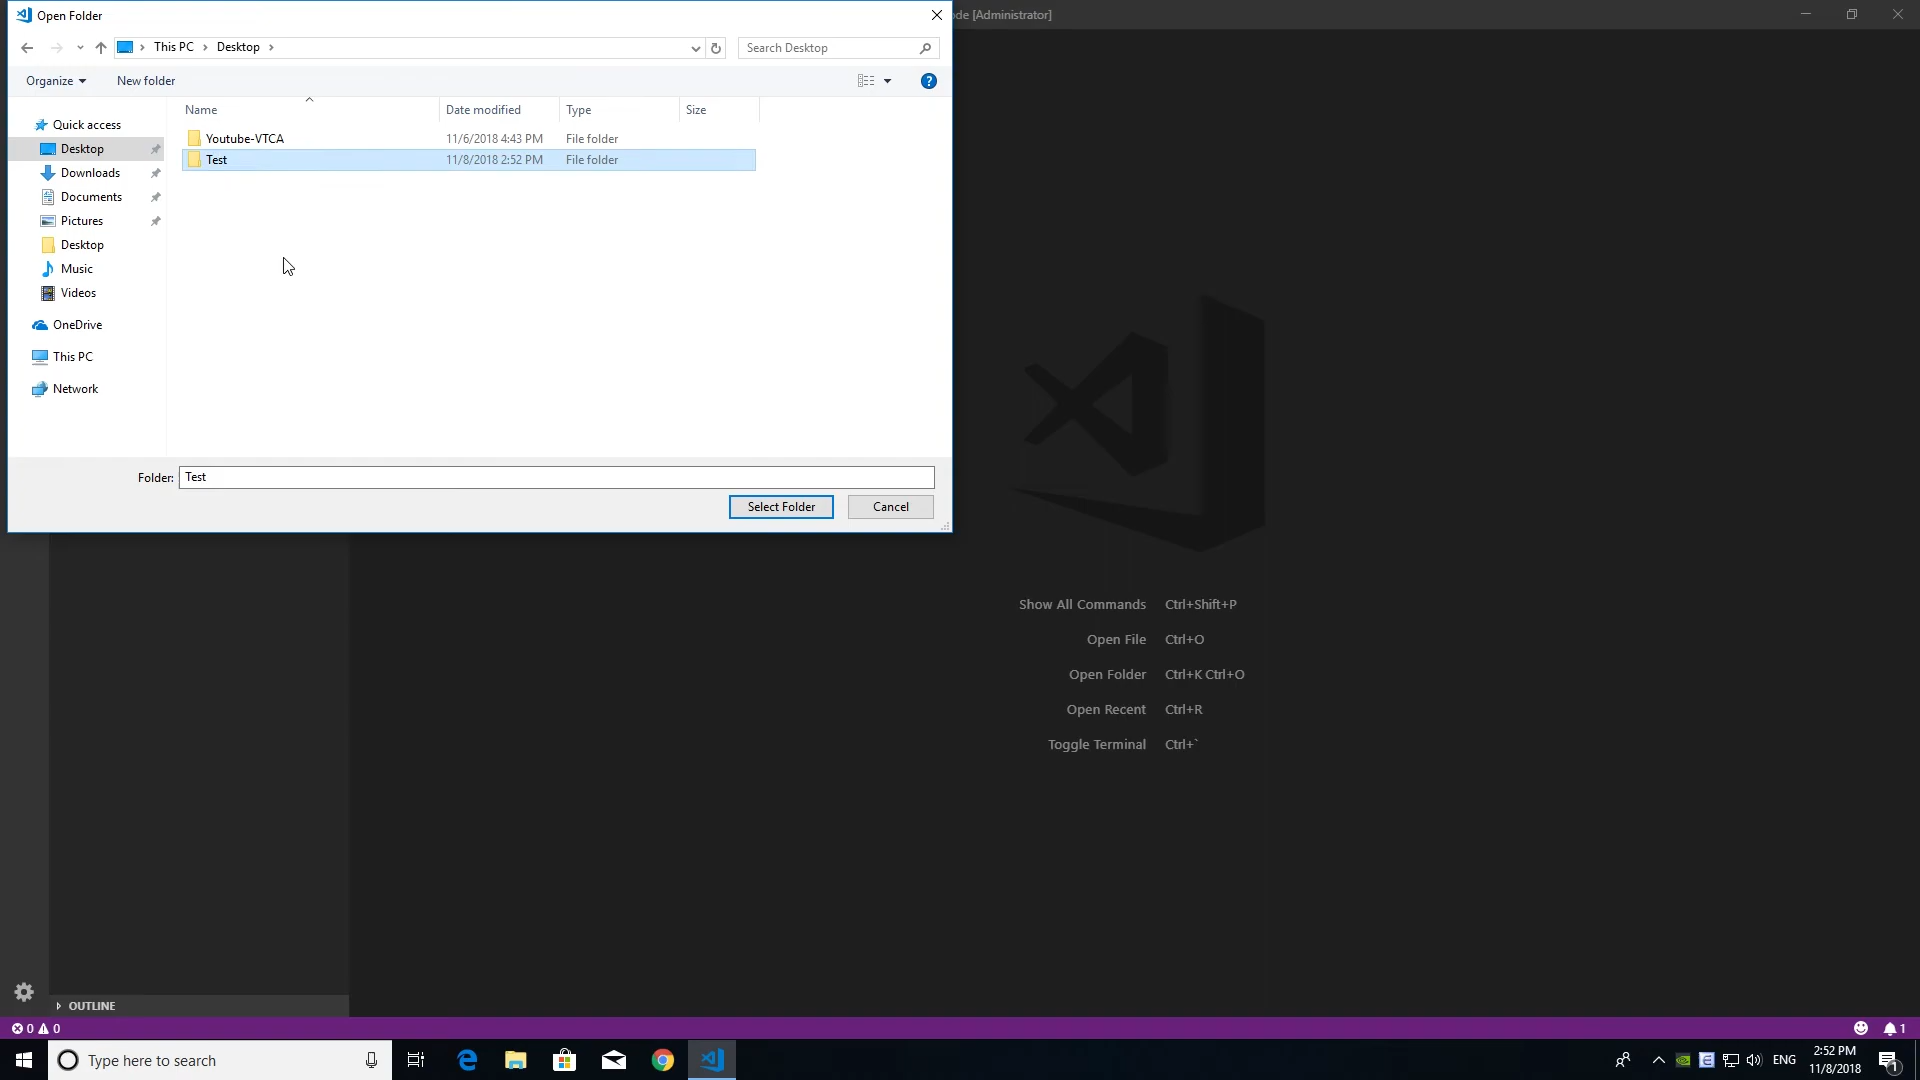 Open Folder
ode [Administrator]
This PC
Desktop
Search Desktop
Organize
New folder
Name
Date modified
Type
Size
Youtube-VTCA
11/6/2018 4:43 PM
File folder
Test
11/8/2018 2:52 PM
File folder
Quick access
Desktop
Downloads
Documents
Pictures
Desktop
Music
Videos
OneDrive
This PC
Network
Folder:
Test
Select Folder
Cancel
Show All Commands Ctrl+Shift+P
Open File Ctrl+O
Open Folder Ctrl+K Ctrl+O
Open Recent Ctrl+R
Toggle Terminal Ctrl+`
OUTLINE
0 0
1
Type here to search
ENG
2:52 PM
11/8/2018
1